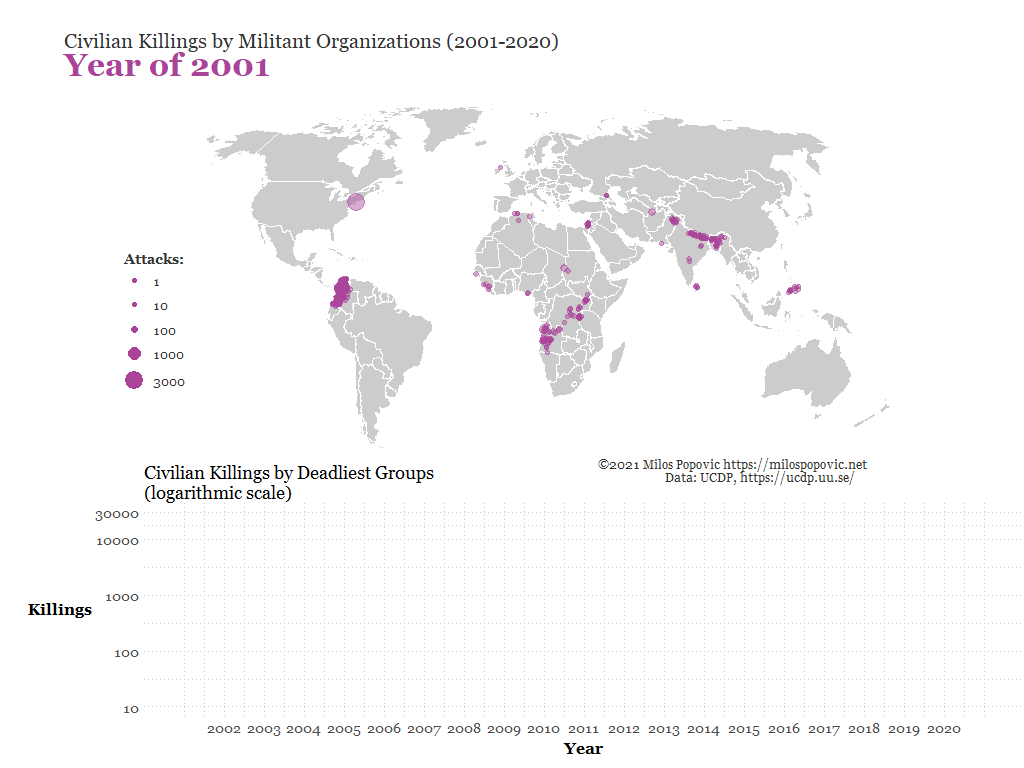 Civilian Killings by Militant Organizations (2001-2020)
Year of 2001
Attacks:
1
10
100
1000
3000
©2021 Milos Popovic https://milospopovic.net
Data: UCDP, https://ucdp.uu.se/
Civilian Killings by Deadliest Groups
(logarithmic scale)
30000
10000
1000
Killings
100
10
2002 2003 2004 2005 2006 2007 2008 2009 2010 2011 2012 2013 2014 2015 2016 2017 2018 2019 2020
Year